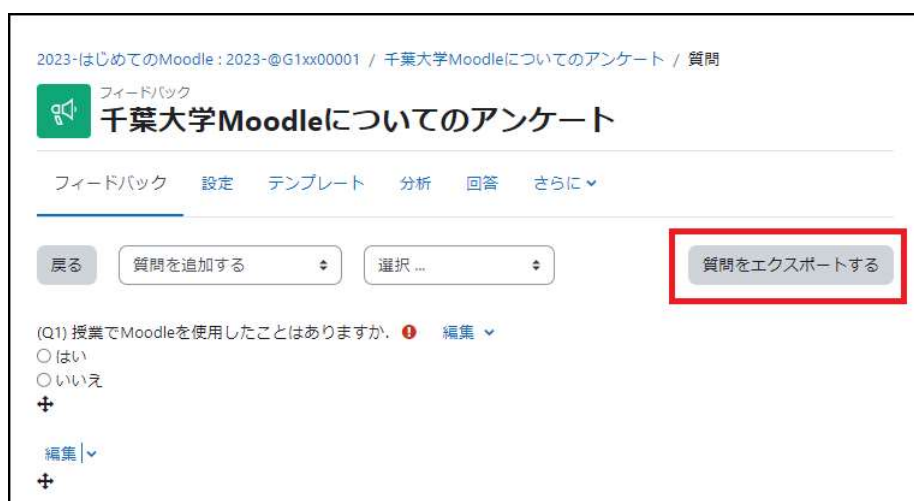 2023-はじめてのMoodle : 2023-@G1xx00001 / 千葉大学Moodleについてのアンケート / 質問
フィードバック
千葉大学Moodleについてのアンケート
フィードバック 設定 テンプレート 分析 回答 さらに
戻る 質問を追加する 選択 ... 質問をエクスポートする
(Q1) 授業でMoodleを使用したことはありますか. 編集
はい
いいえ
編集